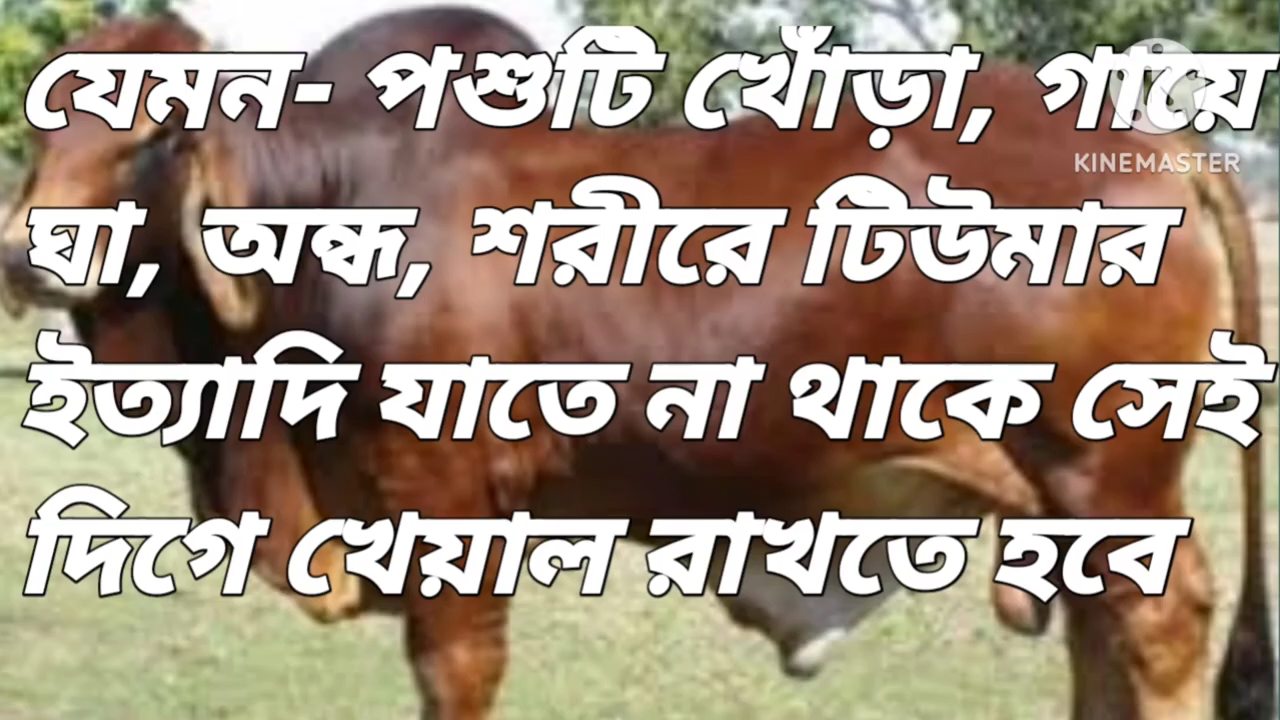 যেমন- পশুটি খোঁড়া, গায়ে
KINEMASTER
ঘা, অন্ধ, শরীরে টিউমার
ইত্যাদি যাতে না থাকে সেই
দিগে খেয়াল রাখতে হবে